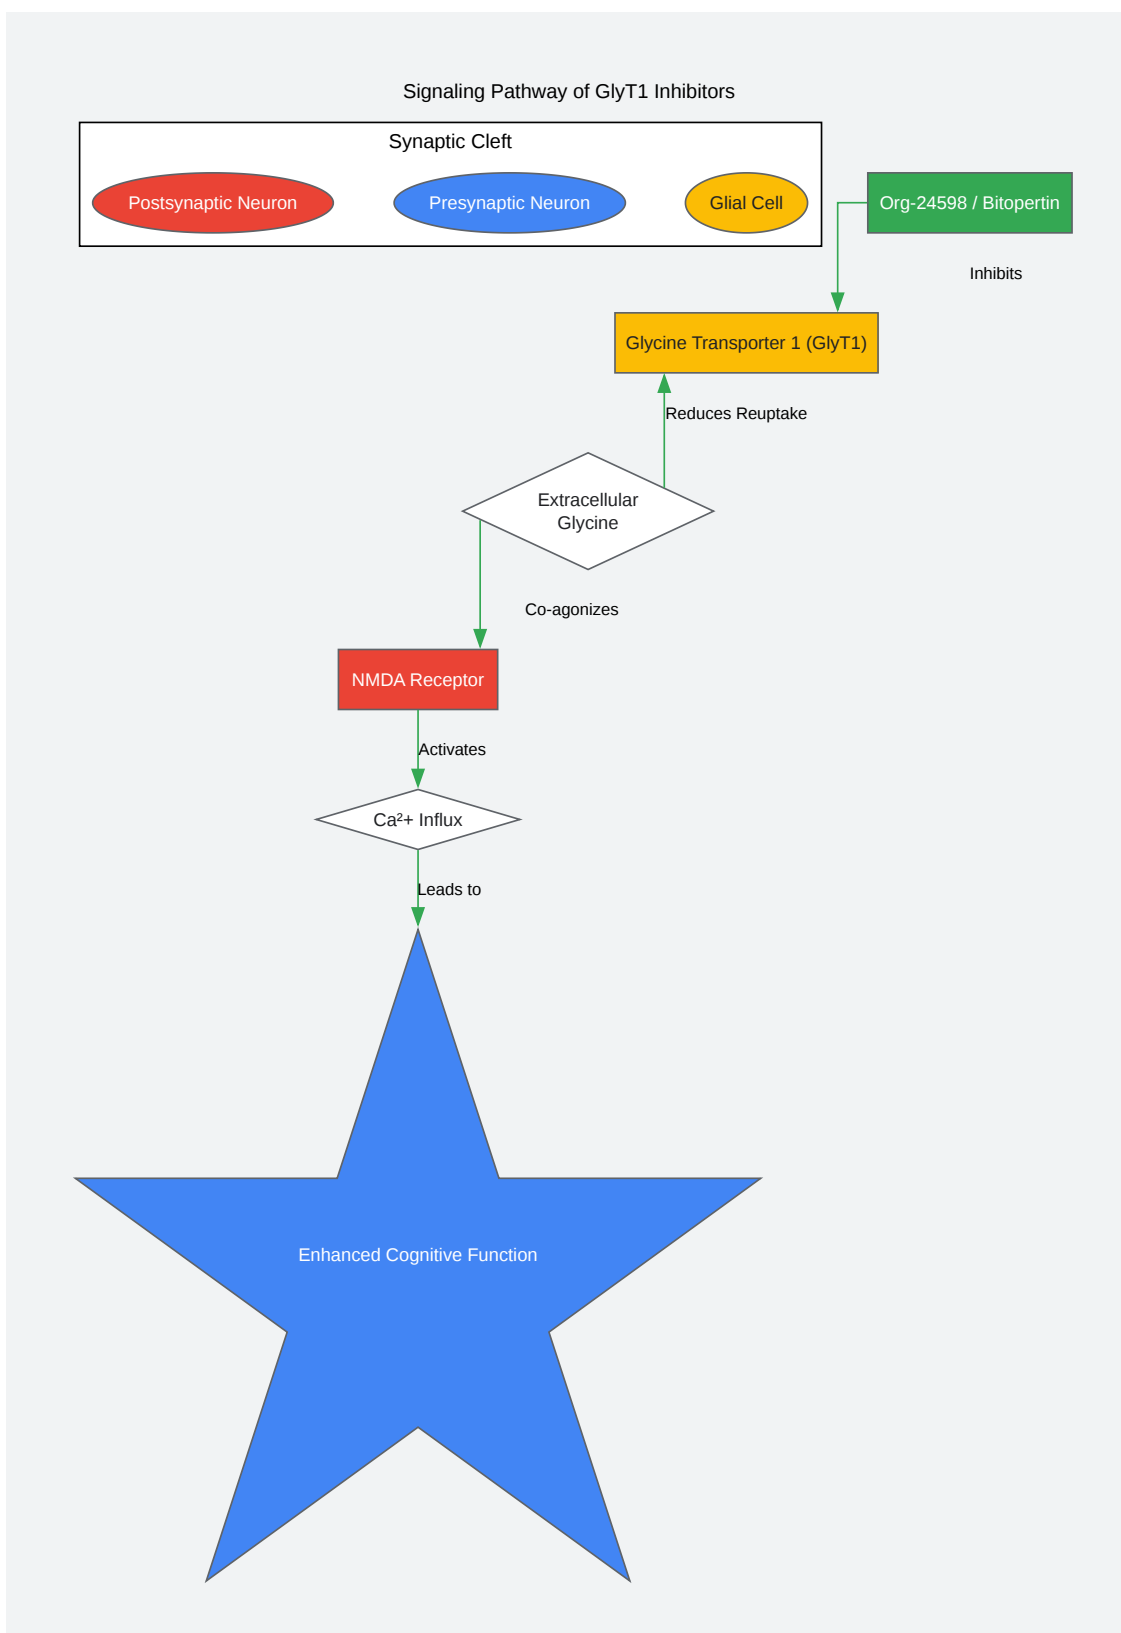 Signaling Pathway of GlyT1 Inhibitors
Synaptic Cleft
Postsynaptic Neuron
Presynaptic Neuron
Glial Cell
Org-24598 / Bitopertin
Inhibits
Glycine Transporter 1 (GlyT1)
Reduces Reuptake
Extracellular
Glycine
Co-agonizes
NMDA Receptor
Activates
Ca²+ Influx
Leads to
Enhanced Cognitive Function